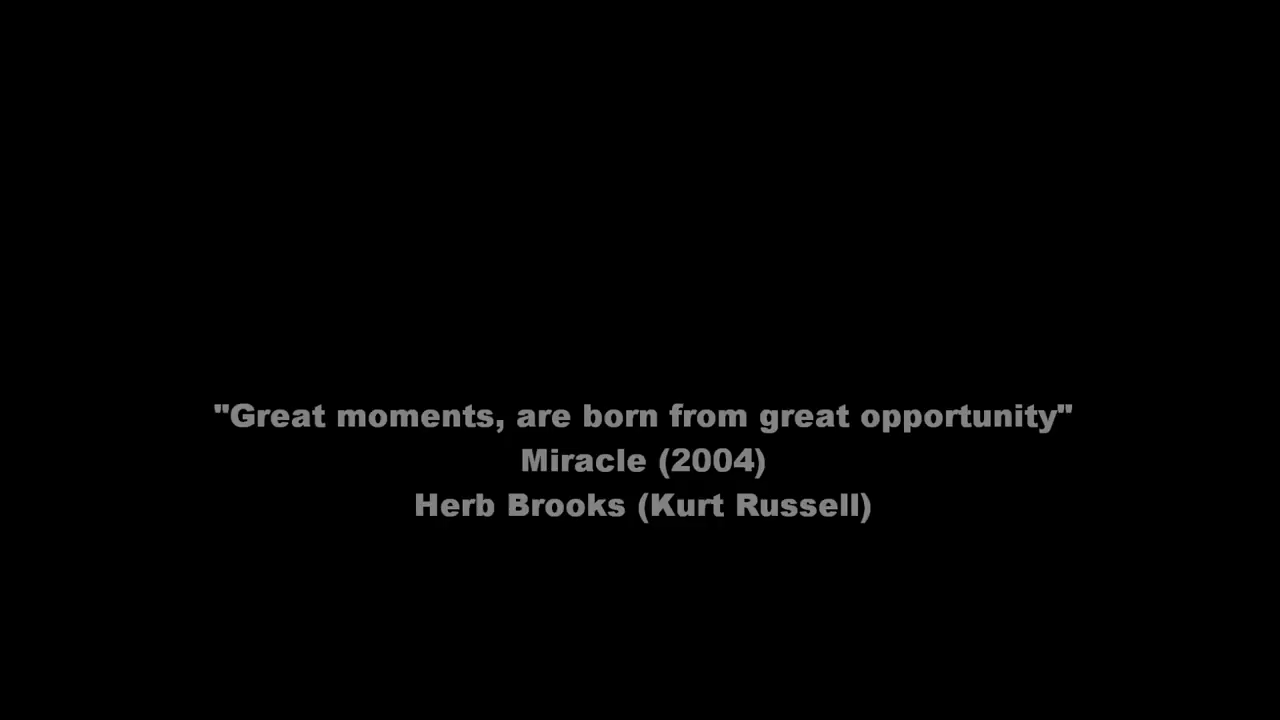 "Great moments, are born from great opportunity"
Miracle (2004)
Herb Brooks (Kurt Russell)